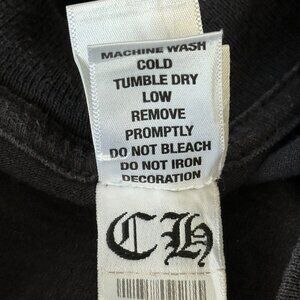 MACHINE WASH
COLD
TUMBLE DRY
LOW
REMOVE
PROMPTLY
DO NOT BLEACH
DO NOT IRON
DECORATION
CH